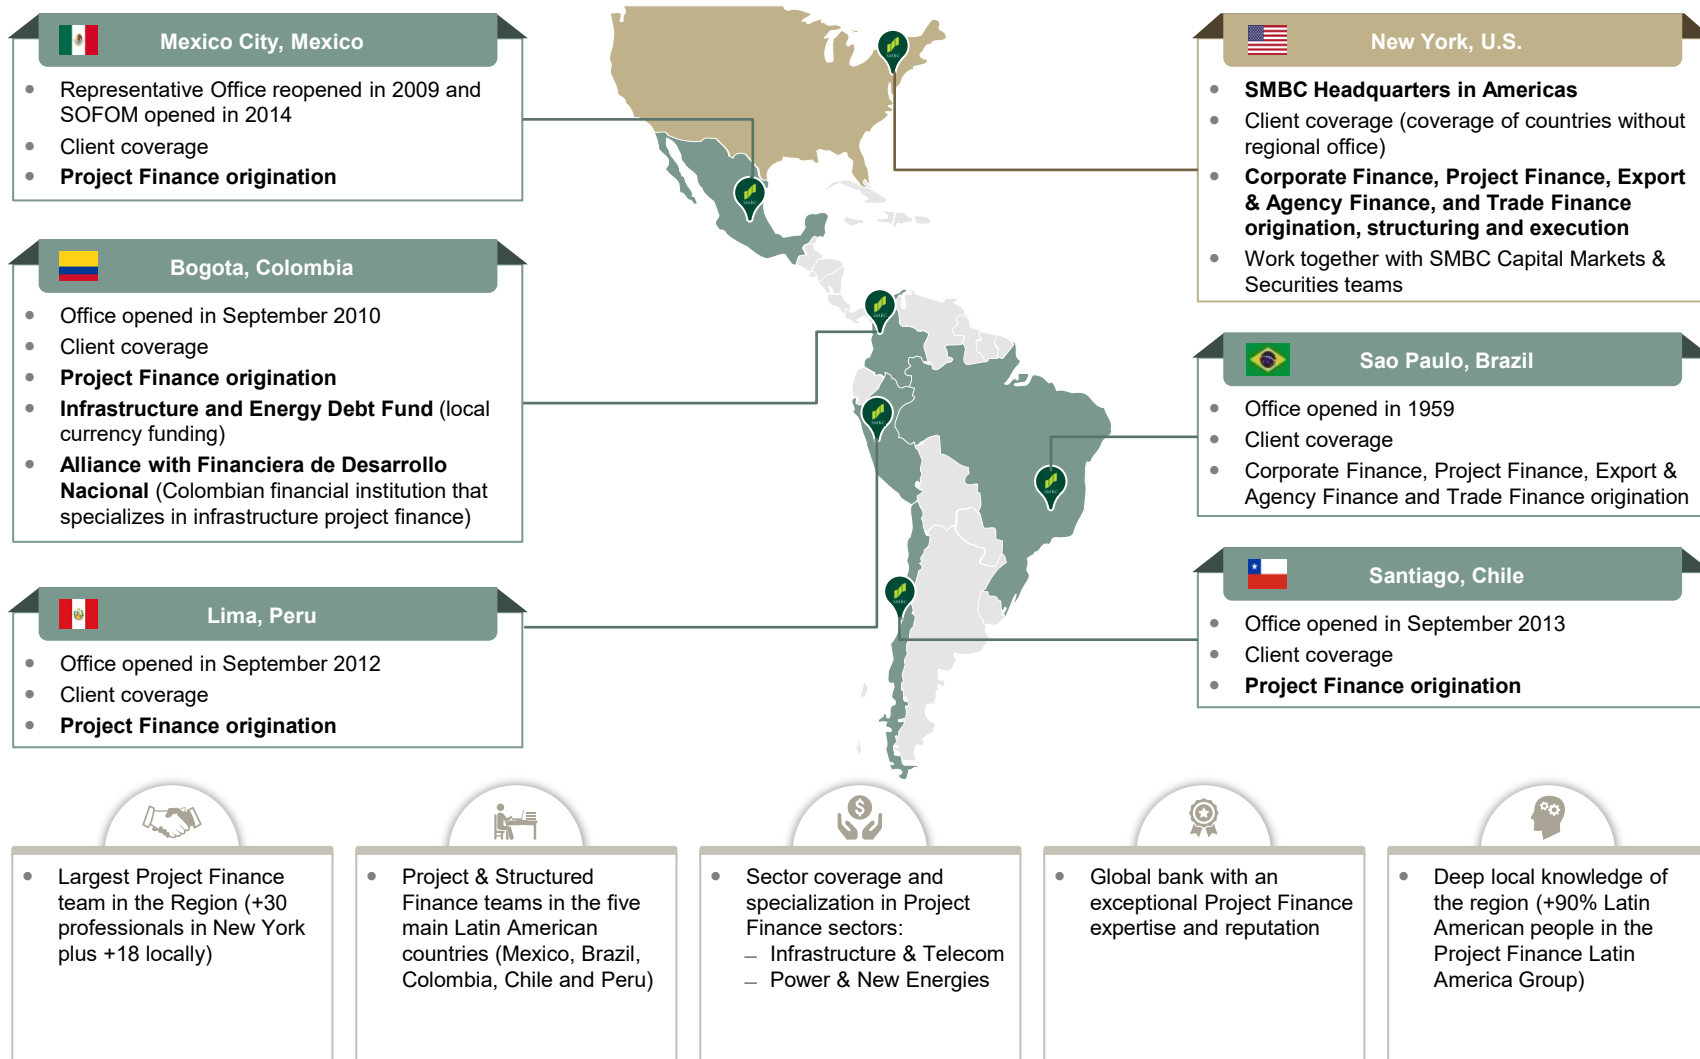 Mexico City, Mexico
Representative Office reopened in 2009 and
SOFOM opened in 2014
Client coverage
Project Finance origination
Bogota, Colombia
Office opened in September 2010
Client coverage
Project Finance origination
Infrastructure and Energy Debt Fund (local
currency funding)
Alliance with Financiera de Desarrollo
Nacional (Colombian financial institution that
specializes in infrastructure project finance)
Lima, Peru
Office opened in September 2012
Client coverage
Project Finance origination
SMBC
SMBC
SMBC
SMBC
SMBC
SMBC
New York, U.S.
SMBC Headquarters in Americas
Client coverage (coverage of countries without
regional office)
Corporate Finance, Project Finance, Export
& Agency Finance, and Trade Finance
origination, structuring and execution
Work together with SMBC Capital Markets &
Securities teams
Sao Paulo, Brazil
Office opened in 1959
Client coverage
Corporate Finance, Project Finance, Export &
Agency Finance and Trade Finance origination
Santiago, Chile
Office opened in September 2013
Client coverage
Project Finance origination
Largest Project Finance
team in the Region (+30
professionals in New York
plus +18 locally)
Project & Structured
Finance teams in the five
main Latin American
countries (Mexico, Brazil,
Colombia, Chile and Peru)
Sector coverage and
specialization in Project
Finance sectors:
– Infrastructure & Telecom
– Power & New Energies
Global bank with an
exceptional Project Finance
expertise and reputation
Deep local knowledge of
the region (+90% Latin
American people in the
Project Finance Latin
America Group)